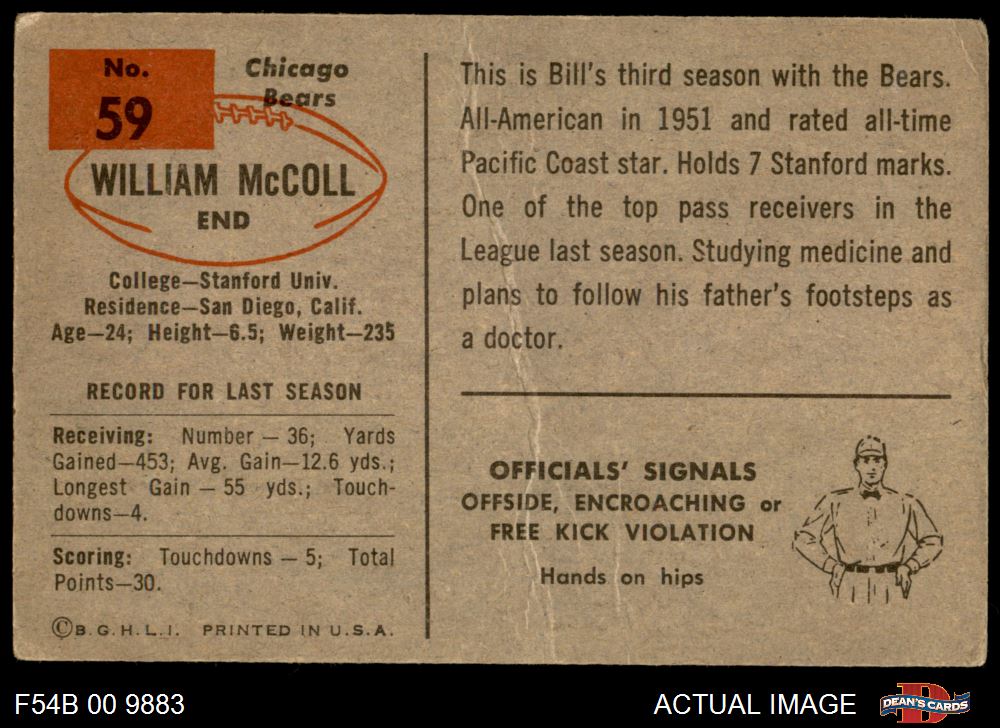 No.
59
Chicago
Bears
WILLIAM McCOLL
END
College—Stanford Univ.
Residence—San Diego, Calif.
Age—24; Height—6.5; Weight—235
RECORD FOR LAST SEASON
Receiving: Number — 36; Yards
Gained—453; Avg. Gain—12.6 yds.;
Longest Gain — 55 yds.; Touch-
downs—4.
Scoring: Touchdowns — 5; Total
Points—30.
©B.G.H.L.I. PRINTED IN U.S.A.
This is Bill's third season with the Bears.
All-American in 1951 and rated all-time
Pacific Coast star. Holds 7 Stanford marks.
One of the top pass receivers in the
League last season. Studying medicine and
plans to follow his father's footsteps as
a doctor.
OFFICIALS' SIGNALS
OFFSIDE, ENCROACHING or
FREE KICK VIOLATION
Hands on hips
F54B 00 9883
ACTUAL IMAGE
D
DEAN'S CARDS